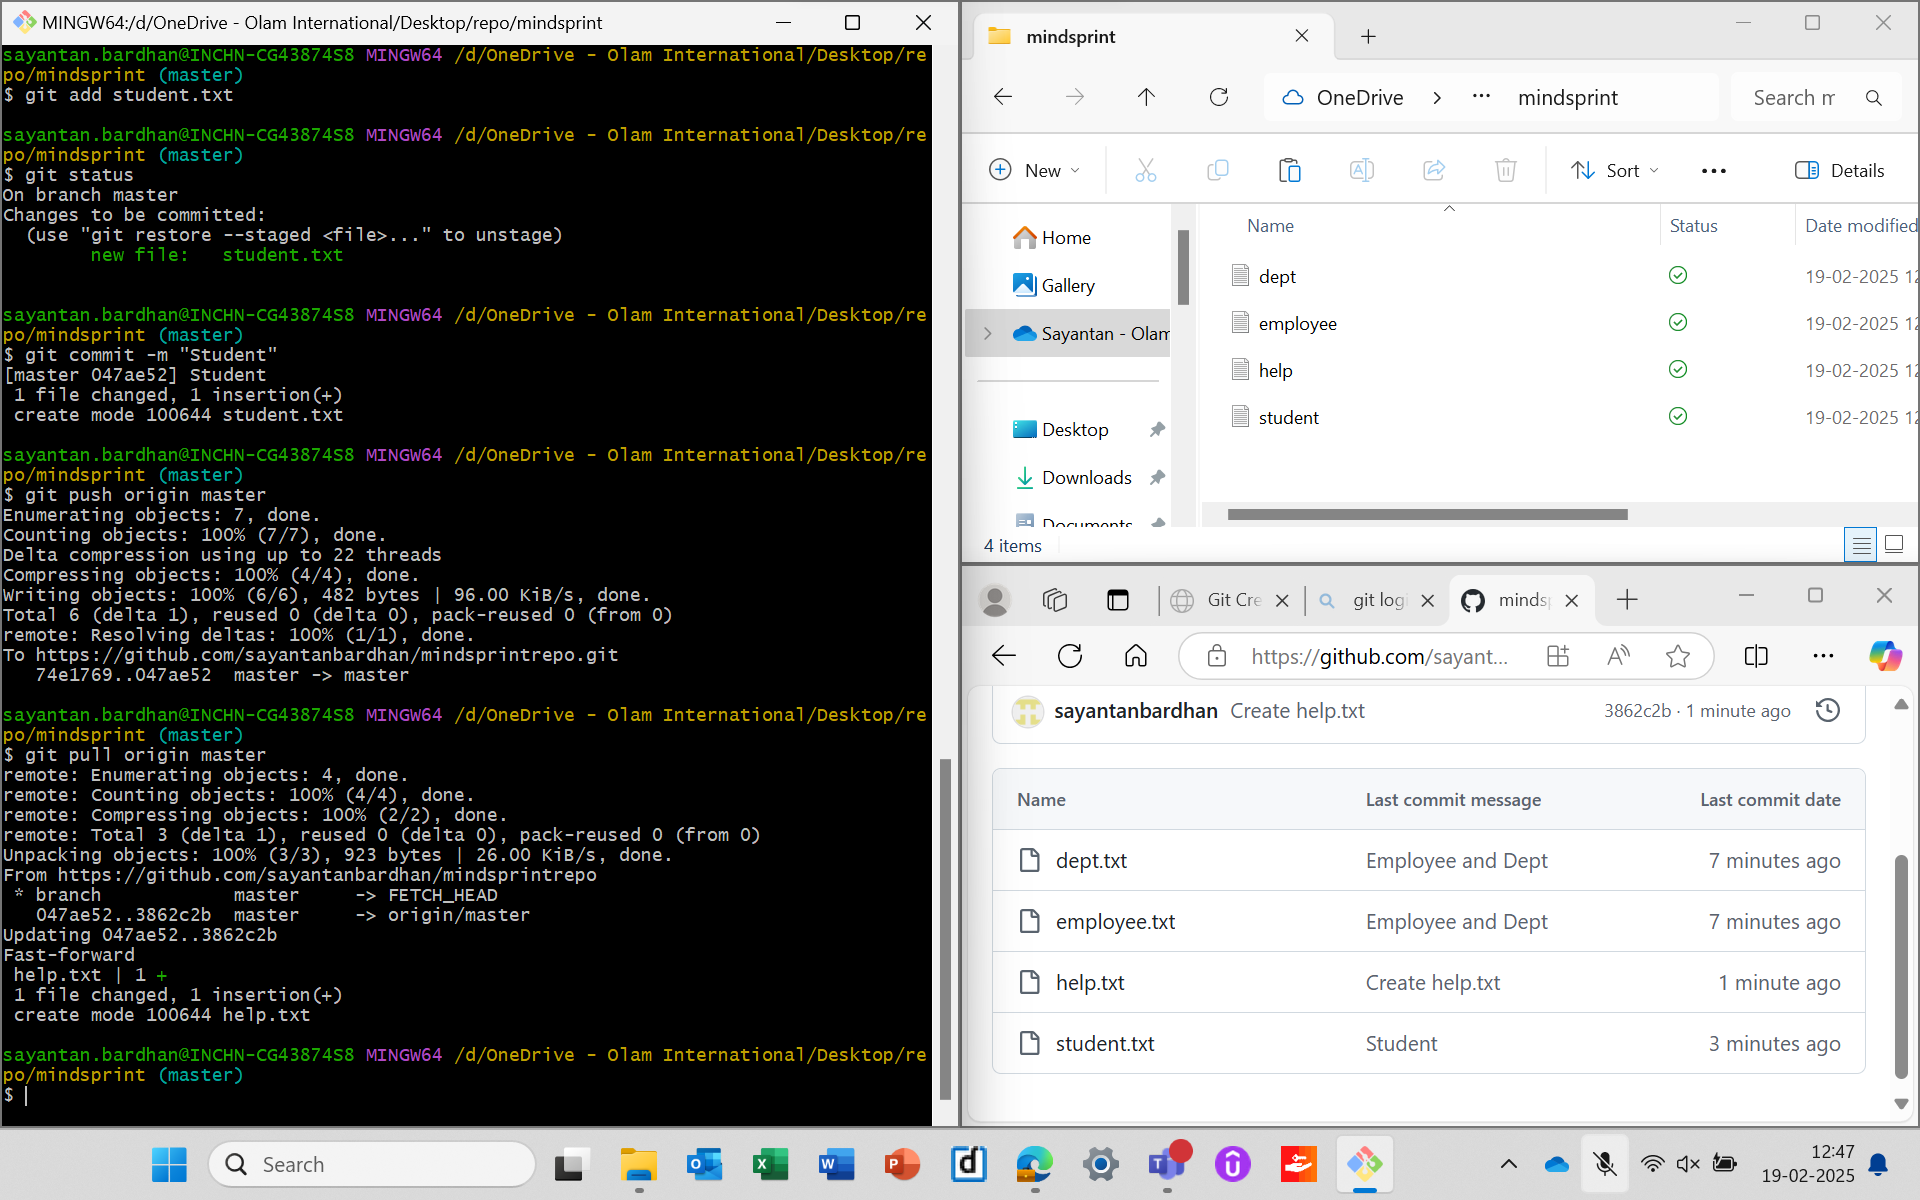 MINGW64:/d/OneDrive - Olam International/Desktop/repo/mindsprint
sayantan.bardhan@INCHN-CG43874S8 MINGW64 /d/OneDrive - Olam International/Desktop/re
po/mindsprint (master)
$ git add student.txt
sayantan.bardhan@INCHN-CG43874S8 MINGW64 /d/OneDrive - Olam International/Desktop/re
po/mindsprint (master)
$ git status
On branch master
Changes to be committed:
(use "git restore --staged <file>..." to unstage)
new file: student.txt
sayantan.bardhan@INCHN-CG43874S8 MINGW64 /d/OneDrive - Olam International/Desktop/re
po/mindsprint (master)
$ git commit -m "Student"
[master 047ae52] Student
1 file changed, 1 insertion(+)
create mode 100644 student.txt
sayantan.bardhan@INCHN-CG43874S8 MINGW64 /d/OneDrive - Olam International/Desktop/re
po/mindsprint (master)
$ git push origin master
Enumerating objects: 7, done.
Counting objects: 100% (7/7), done.
Delta compression using up to 22 threads
Compressing objects: 100% (4/4), done.
Writing objects: 100% (6/6), 482 bytes | 96.00 KiB/s, done.
Total 6 (delta 1), reused 0 (delta 0), pack-reused 0 (from 0)
remote: Resolving deltas: 100% (1/1), done.
To https://github.com/sayantanbardhan/mindsprintrepo.git
74e1769..047ae52 master -> master
sayantan.bardhan@INCHN-CG43874S8 MINGW64 /d/OneDrive - Olam International/Desktop/re
po/mindsprint (master)
$ git pull origin master
remote: Enumerating objects: 4, done.
remote: Counting objects: 100% (4/4), done.
remote: Compressing objects: 100% (2/2), done.
remote: Total 3 (delta 1), reused 0 (delta 0), pack-reused 0 (from 0)
Unpacking objects: 100% (3/3), 923 bytes | 26.00 KiB/s, done.
From https://github.com/sayantanbardhan/mindsprintrepo
* branch master -> FETCH_HEAD
047ae52..3862c2b master -> origin/master
Updating 047ae52..3862c2b
Fast-forward
help.txt | 1 +
1 file changed, 1 insertion(+)
create mode 100644 help.txt
sayantan.bardhan@INCHN-CG43874S8 MINGW64 /d/OneDrive - Olam International/Desktop/re
po/mindsprint (master)
$
mindsprint
OneDrive > ... mindsprint
Search m
New
Sort
Details
Home
Gallery
Sayantan - Olam
Desktop
Downloads
Documents
Name Status Date modified
dept 19-02-2025 12
employee 19-02-2025 12
help 19-02-2025 12
student 19-02-2025 12
4 items
Git Cre
git logi
minds
https://github.com/sayant...
sayantanbardhan Create help.txt 3862c2b · 1 minute ago
Name Last commit message Last commit date
dept.txt Employee and Dept 7 minutes ago
employee.txt Employee and Dept 7 minutes ago
help.txt Create help.txt 1 minute ago
student.txt Student 3 minutes ago
Search
12:47
19-02-2025